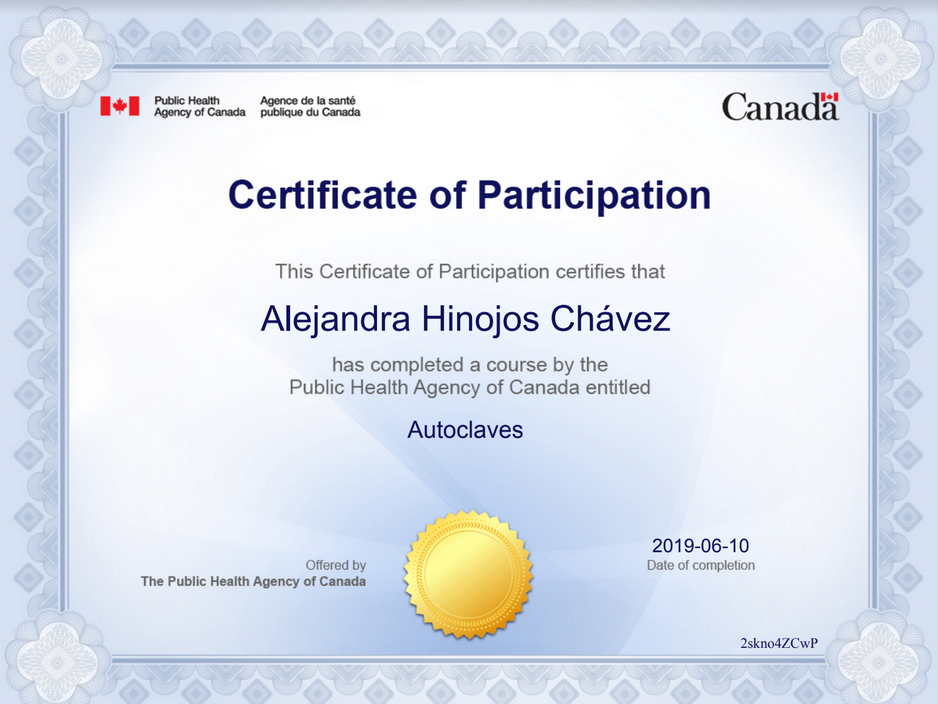 Public Health
Agency of Canada
Agence de la santé
publique du Canada
Canada
Certificate of Participation
This Certificate of Participation certifies that
Alejandra Hinojos Chávez
has completed a course by the
Public Health Agency of Canada entitled
Autoclaves
Offered by
The Public Health Agency of Canada
2019-06-10
Date of completion
2skno4ZCwP